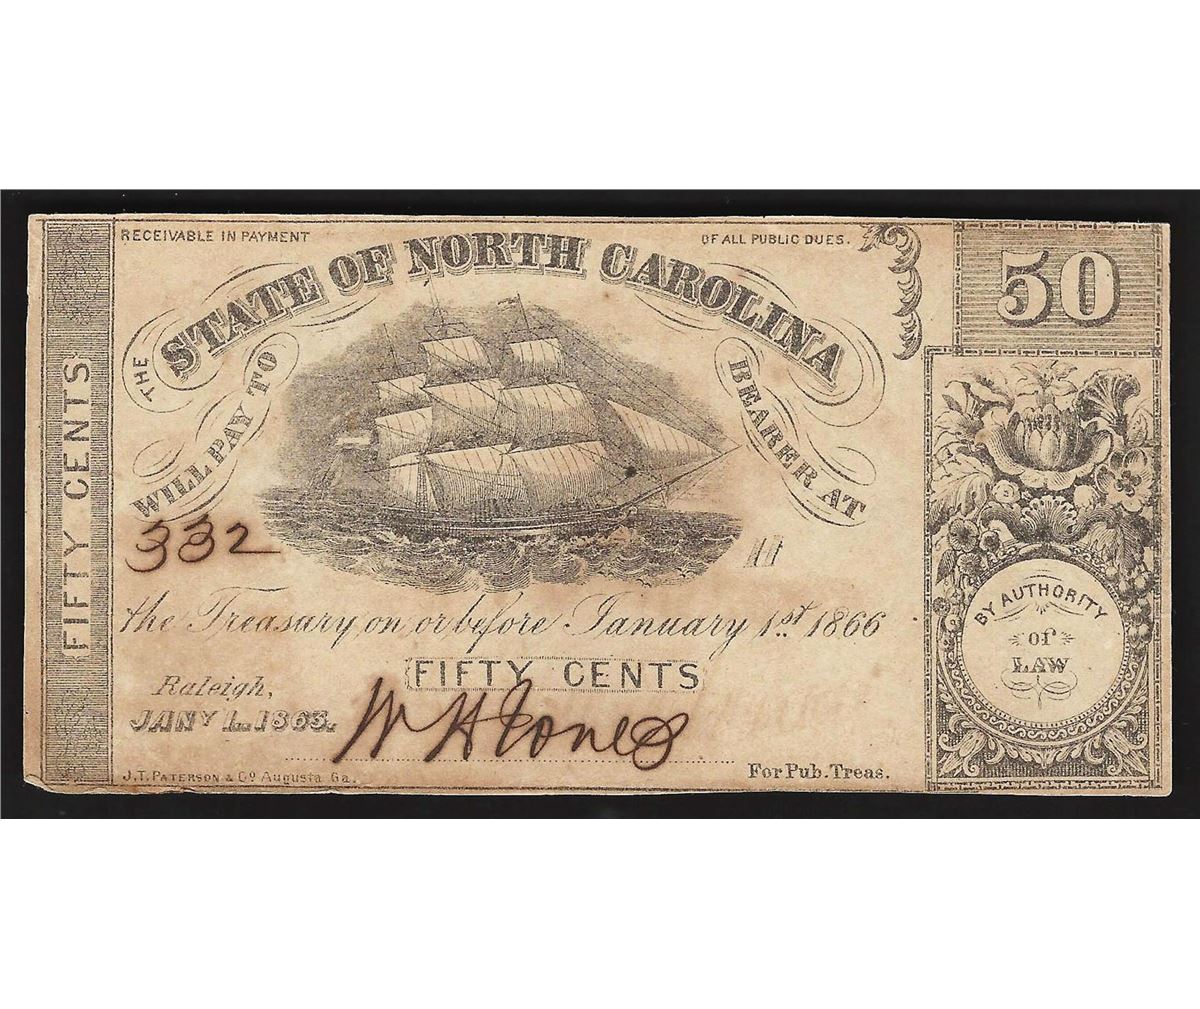 RECEIVABLE IN PAYMENT OF ALL PUBLIC DUES.
THE STATE OF NORTH CAROLINA
WILL PAY TO BEARER AT
332
the Treasury on or before January 1st. 1866
FIFTY CENTS
Raleigh,
JANY 1. 1863.
W H Jones
For Pub. Treas.
J.T. PATERSON & Co Augusta Ga.
FIFTY CENTS
50
BY AUTHORITY
of
LAW